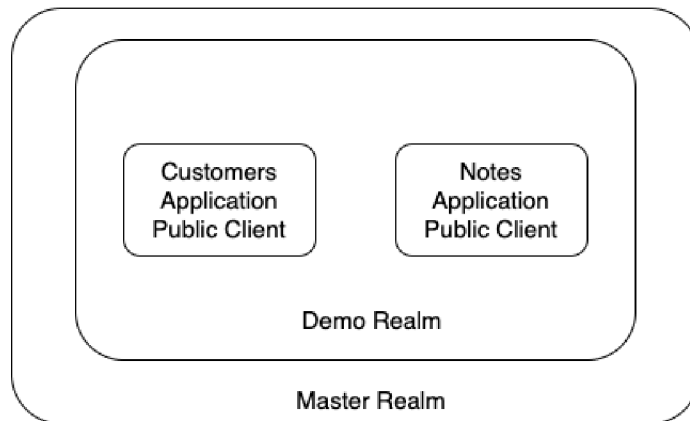 Customers
Application
Public Client
Notes
Application
Public Client
Demo Realm
Master Realm